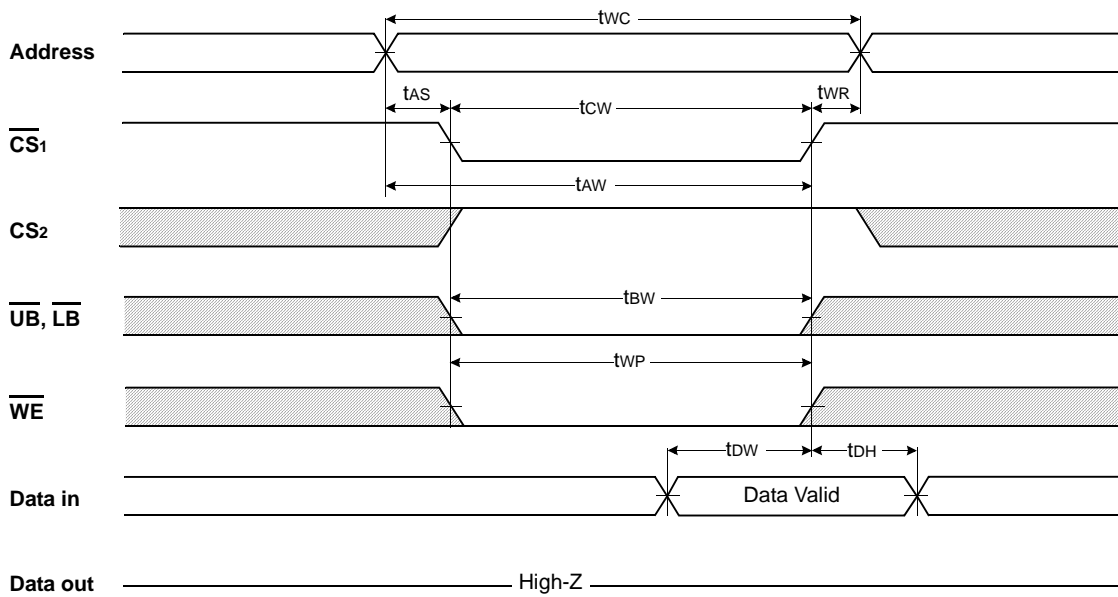 tWC
Address
tAS tCW tWR
CS1
tAW
CS2
tBW
UB, LB
tWP
WE
tDW tDH
Data in Data Valid
Data out High-Z